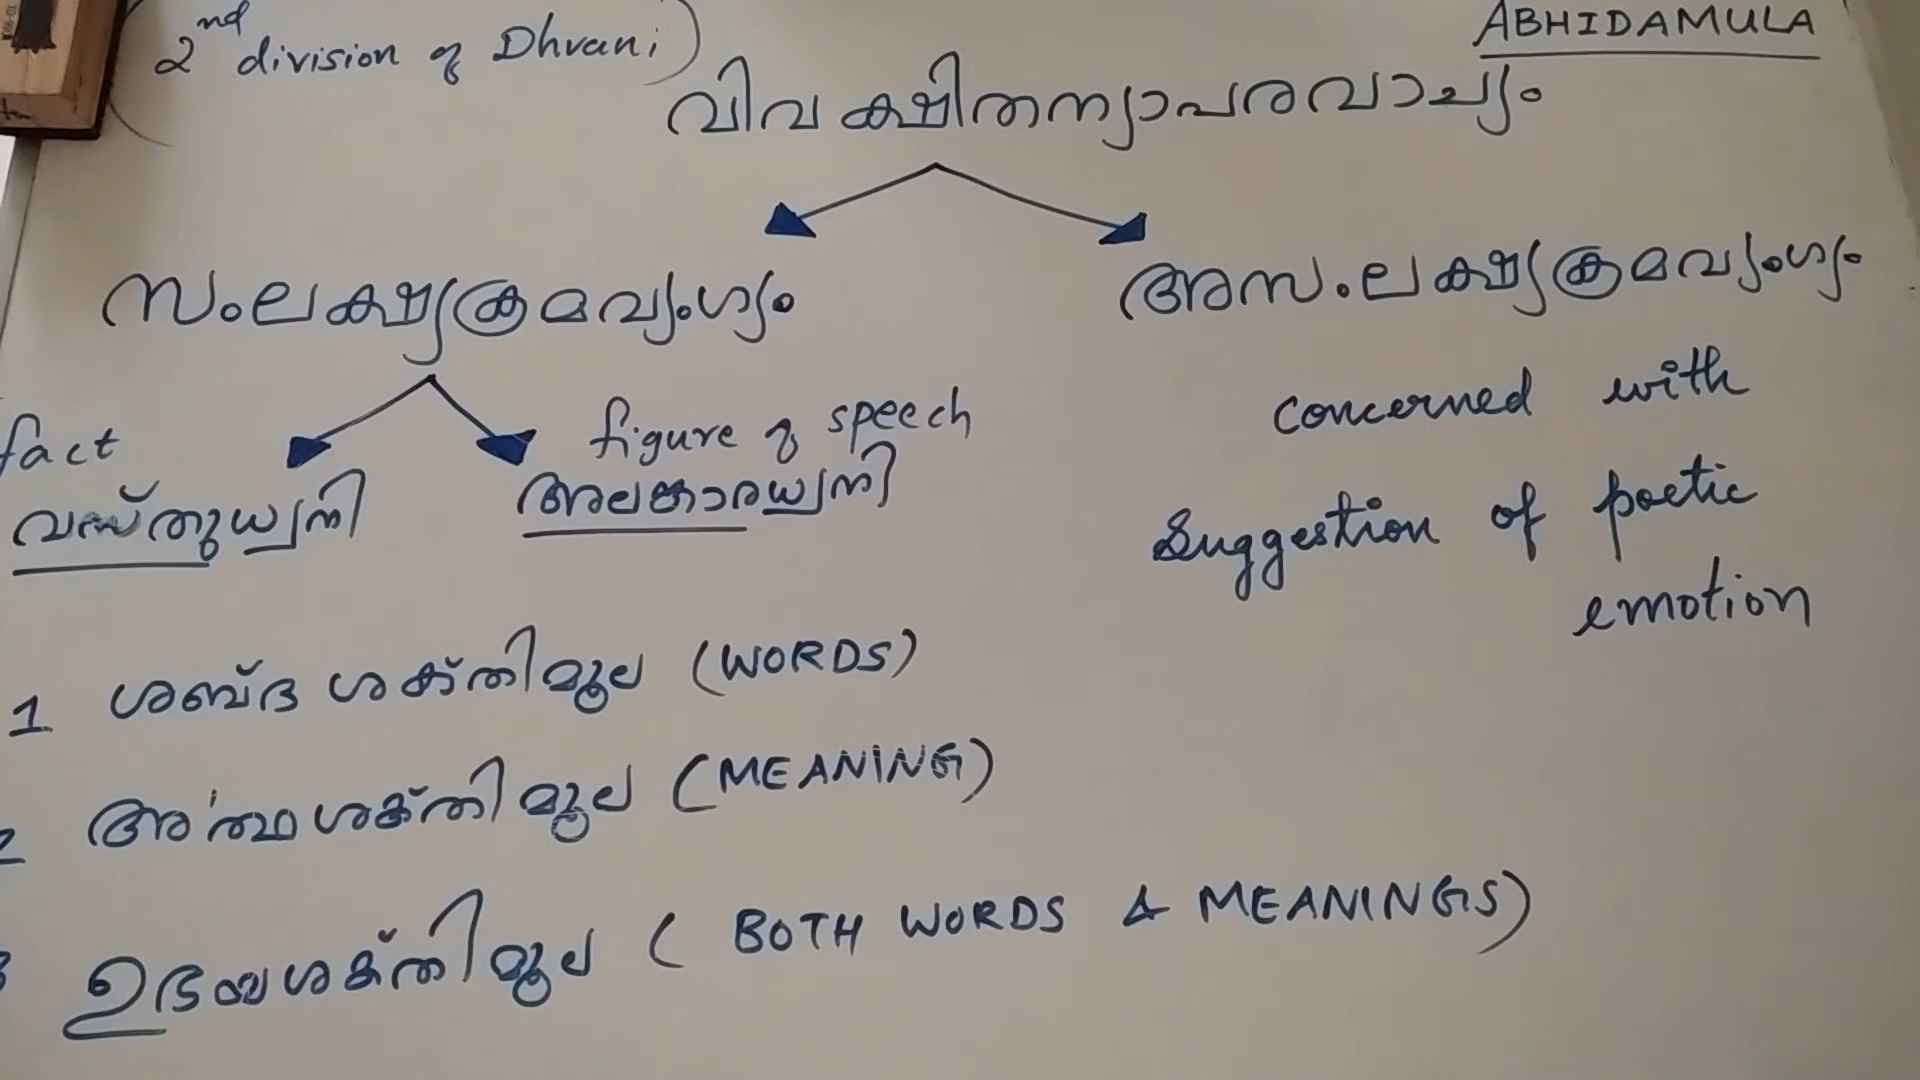 ABHIDAMULA
(2nd division of Dhvani)
വിവക്ഷിതന്യാപരവാച്യം
സംലക്ഷ്യക്രമവ്യംഗ്യം
അസംലക്ഷ്യക്രമവ്യംഗ്യം
fact
figure of speech
concerned with
വസ്തുധ്വനി
അലങ്കാരധ്വനി
Suggestion of poetic
emotion
1 ശബ്ദശക്തിമൂല (WORDS)
2 അർത്ഥശക്തിമൂല (MEANING)
3 ഉഭയശക്തിമൂല (BOTH WORDS & MEANINGS)